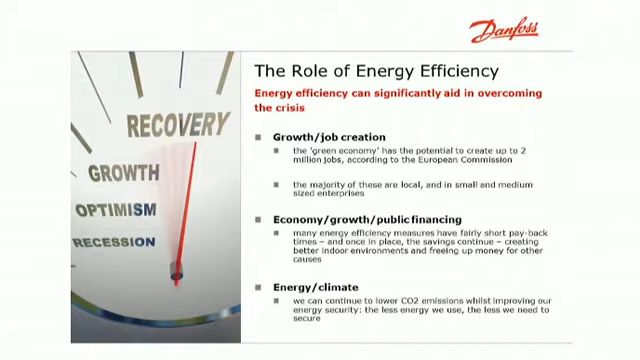 Danfoss
The Role of Energy Efficiency
Energy efficiency can significantly aid in overcoming
the crisis
Growth/job creation
the 'green economy' has the potential to create up to 2
million jobs, according to the European Commission
the majority of these are local, and in small and medium
sized enterprises
Economy/growth/public financing
many energy efficiency measures have fairly short pay-back
times – and once in place, the savings continue – creating
better indoor environments and freeing up money for other
causes
Energy/climate
we can continue to lower CO2 emissions whilst improving our
energy security: the less energy we use, the less we need to
secure
RECOVERY
GROWTH
OPTIMISM
RECESSION